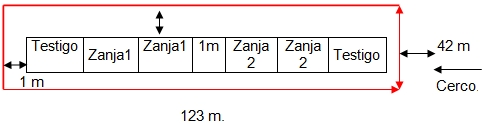 Testigo
Zanja1
Zanja1
1m
Zanja
2
Zanja
2
Testigo
42 m
1 m
Cerco.
123 m.